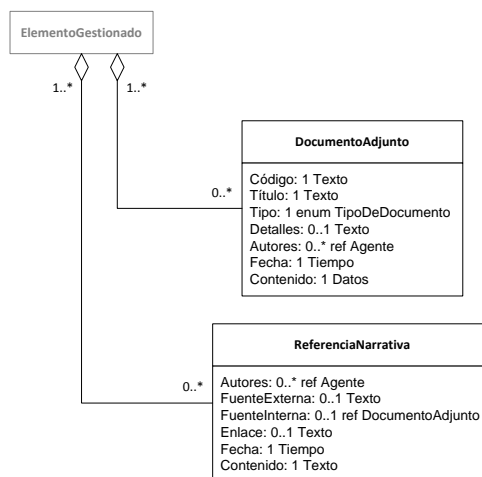 ElementoGestionado
1..*
1..*
DocumentoAdjunto
Código: 1 Texto
Título: 1 Texto
Tipo: 1 enum TipoDeDocumento
Detalles: 0..1 Texto
Autores: 0..* ref Agente
Fecha: 1 Tiempo
Contenido: 1 Datos
0..*
ReferenciaNarrativa
Autores: 0..* ref Agente
FuenteExterna: 0..1 Texto
FuenteInterna: 0..1 ref DocumentoAdjunto
Enlace: 0..1 Texto
Fecha: 1 Tiempo
Contenido: 1 Texto
0..*